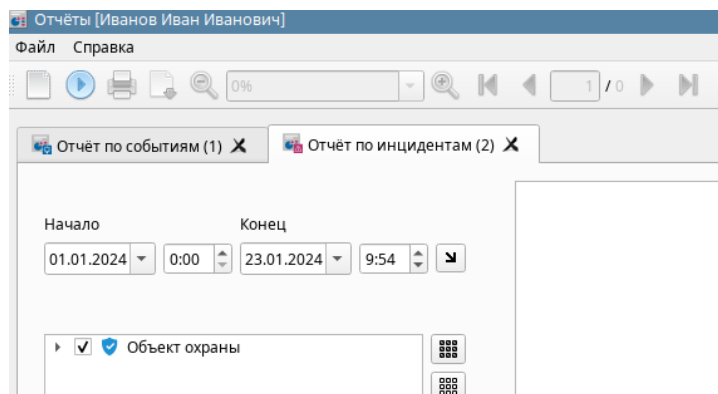 Отчёты [Иванов Иван Иванович]
Файл Справка
0% 1 / 0
Отчёт по событиям (1) Отчёт по инцидентам (2)
Начало Конец
01.01.2024 0:00 23.01.2024 9:54
Объект охраны